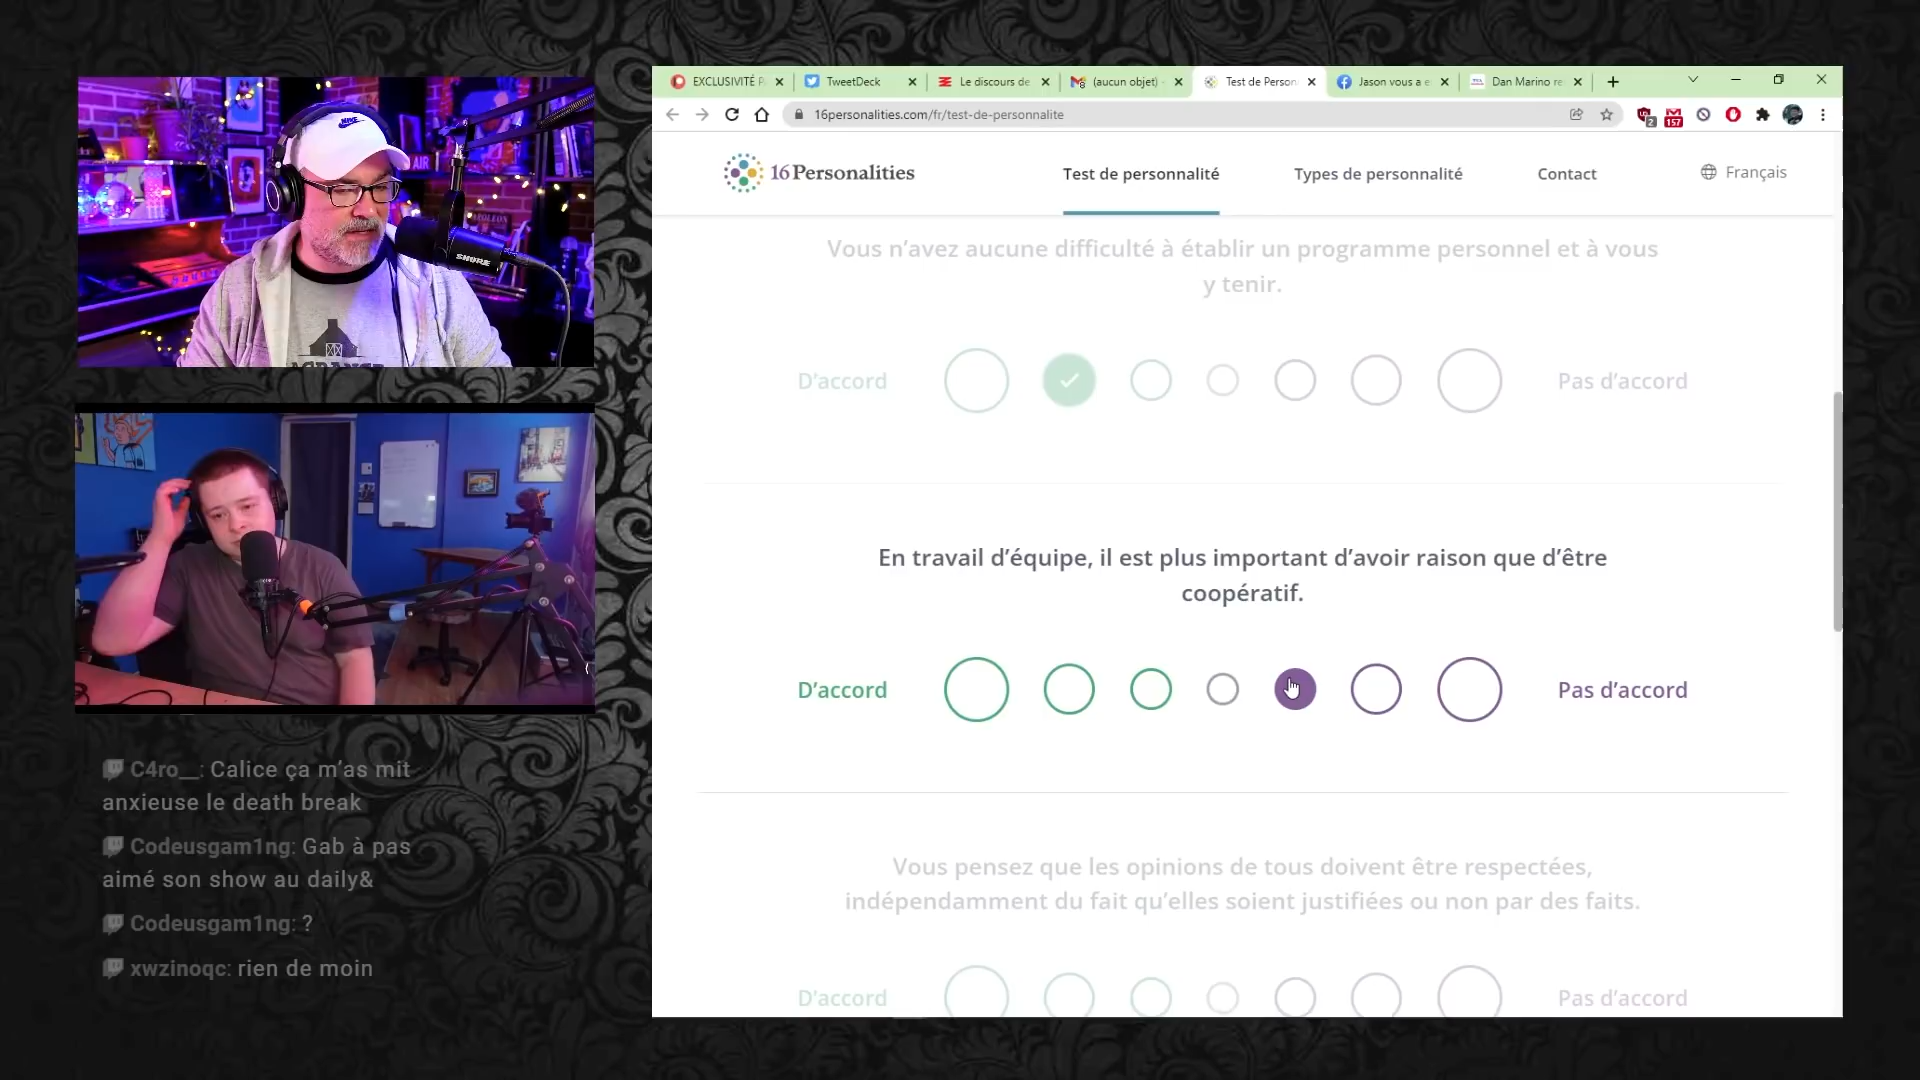 EXCLUSIVITÉ
TweetDeck
Le discours de
(aucun objet)
Test de Person
Jason vous a e
Dan Marino re
16personalities.com/fr/test-de-personnalite
2
157
16Personalities
Test de personnalité
Types de personnalité
Contact
Français
Vous n’avez aucune difficulté à établir un programme personnel et à vous
y tenir.
D’accord
Pas d’accord
En travail d’équipe, il est plus important d’avoir raison que d’être
coopératif.
D’accord
Pas d’accord
Vous pensez que les opinions de tous doivent être respectées,
indépendamment du fait qu’elles soient justifiées ou non par des faits.
D’accord
Pas d’accord
NIKE
AIR
SHURE
C4ro__: Calice ça m’as mit
anxieuse le death break
Codeusgam1ng: Gab à pas
aimé son show au daily&
Codeusgam1ng: ?
xwzinoqc: rien de moin